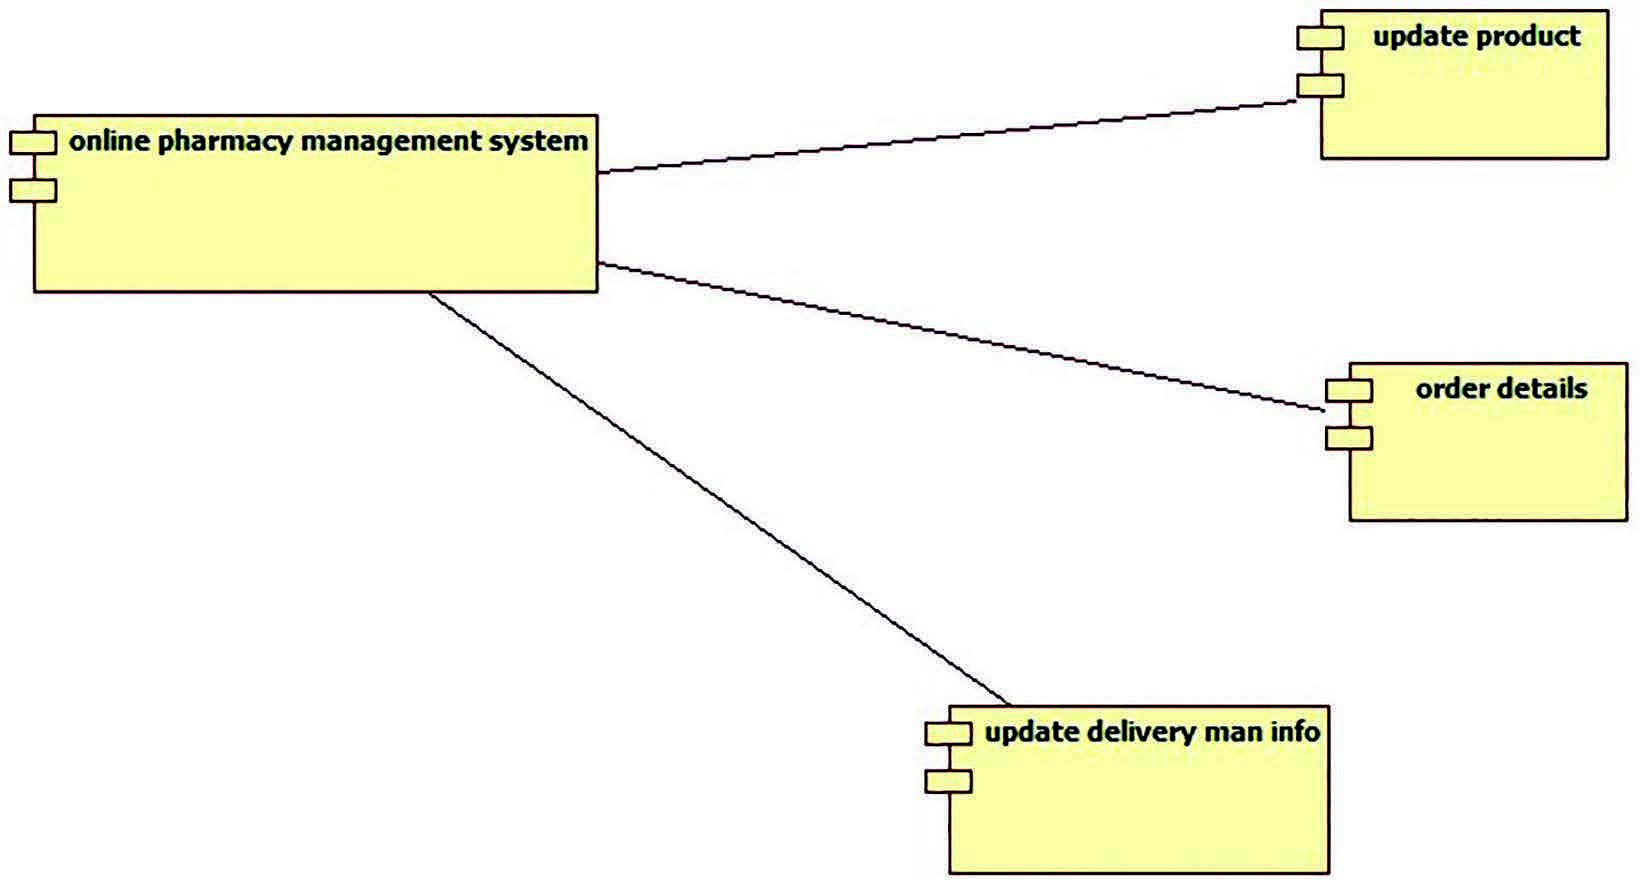 update product
online pharmacy management system
order details
update delivery man info